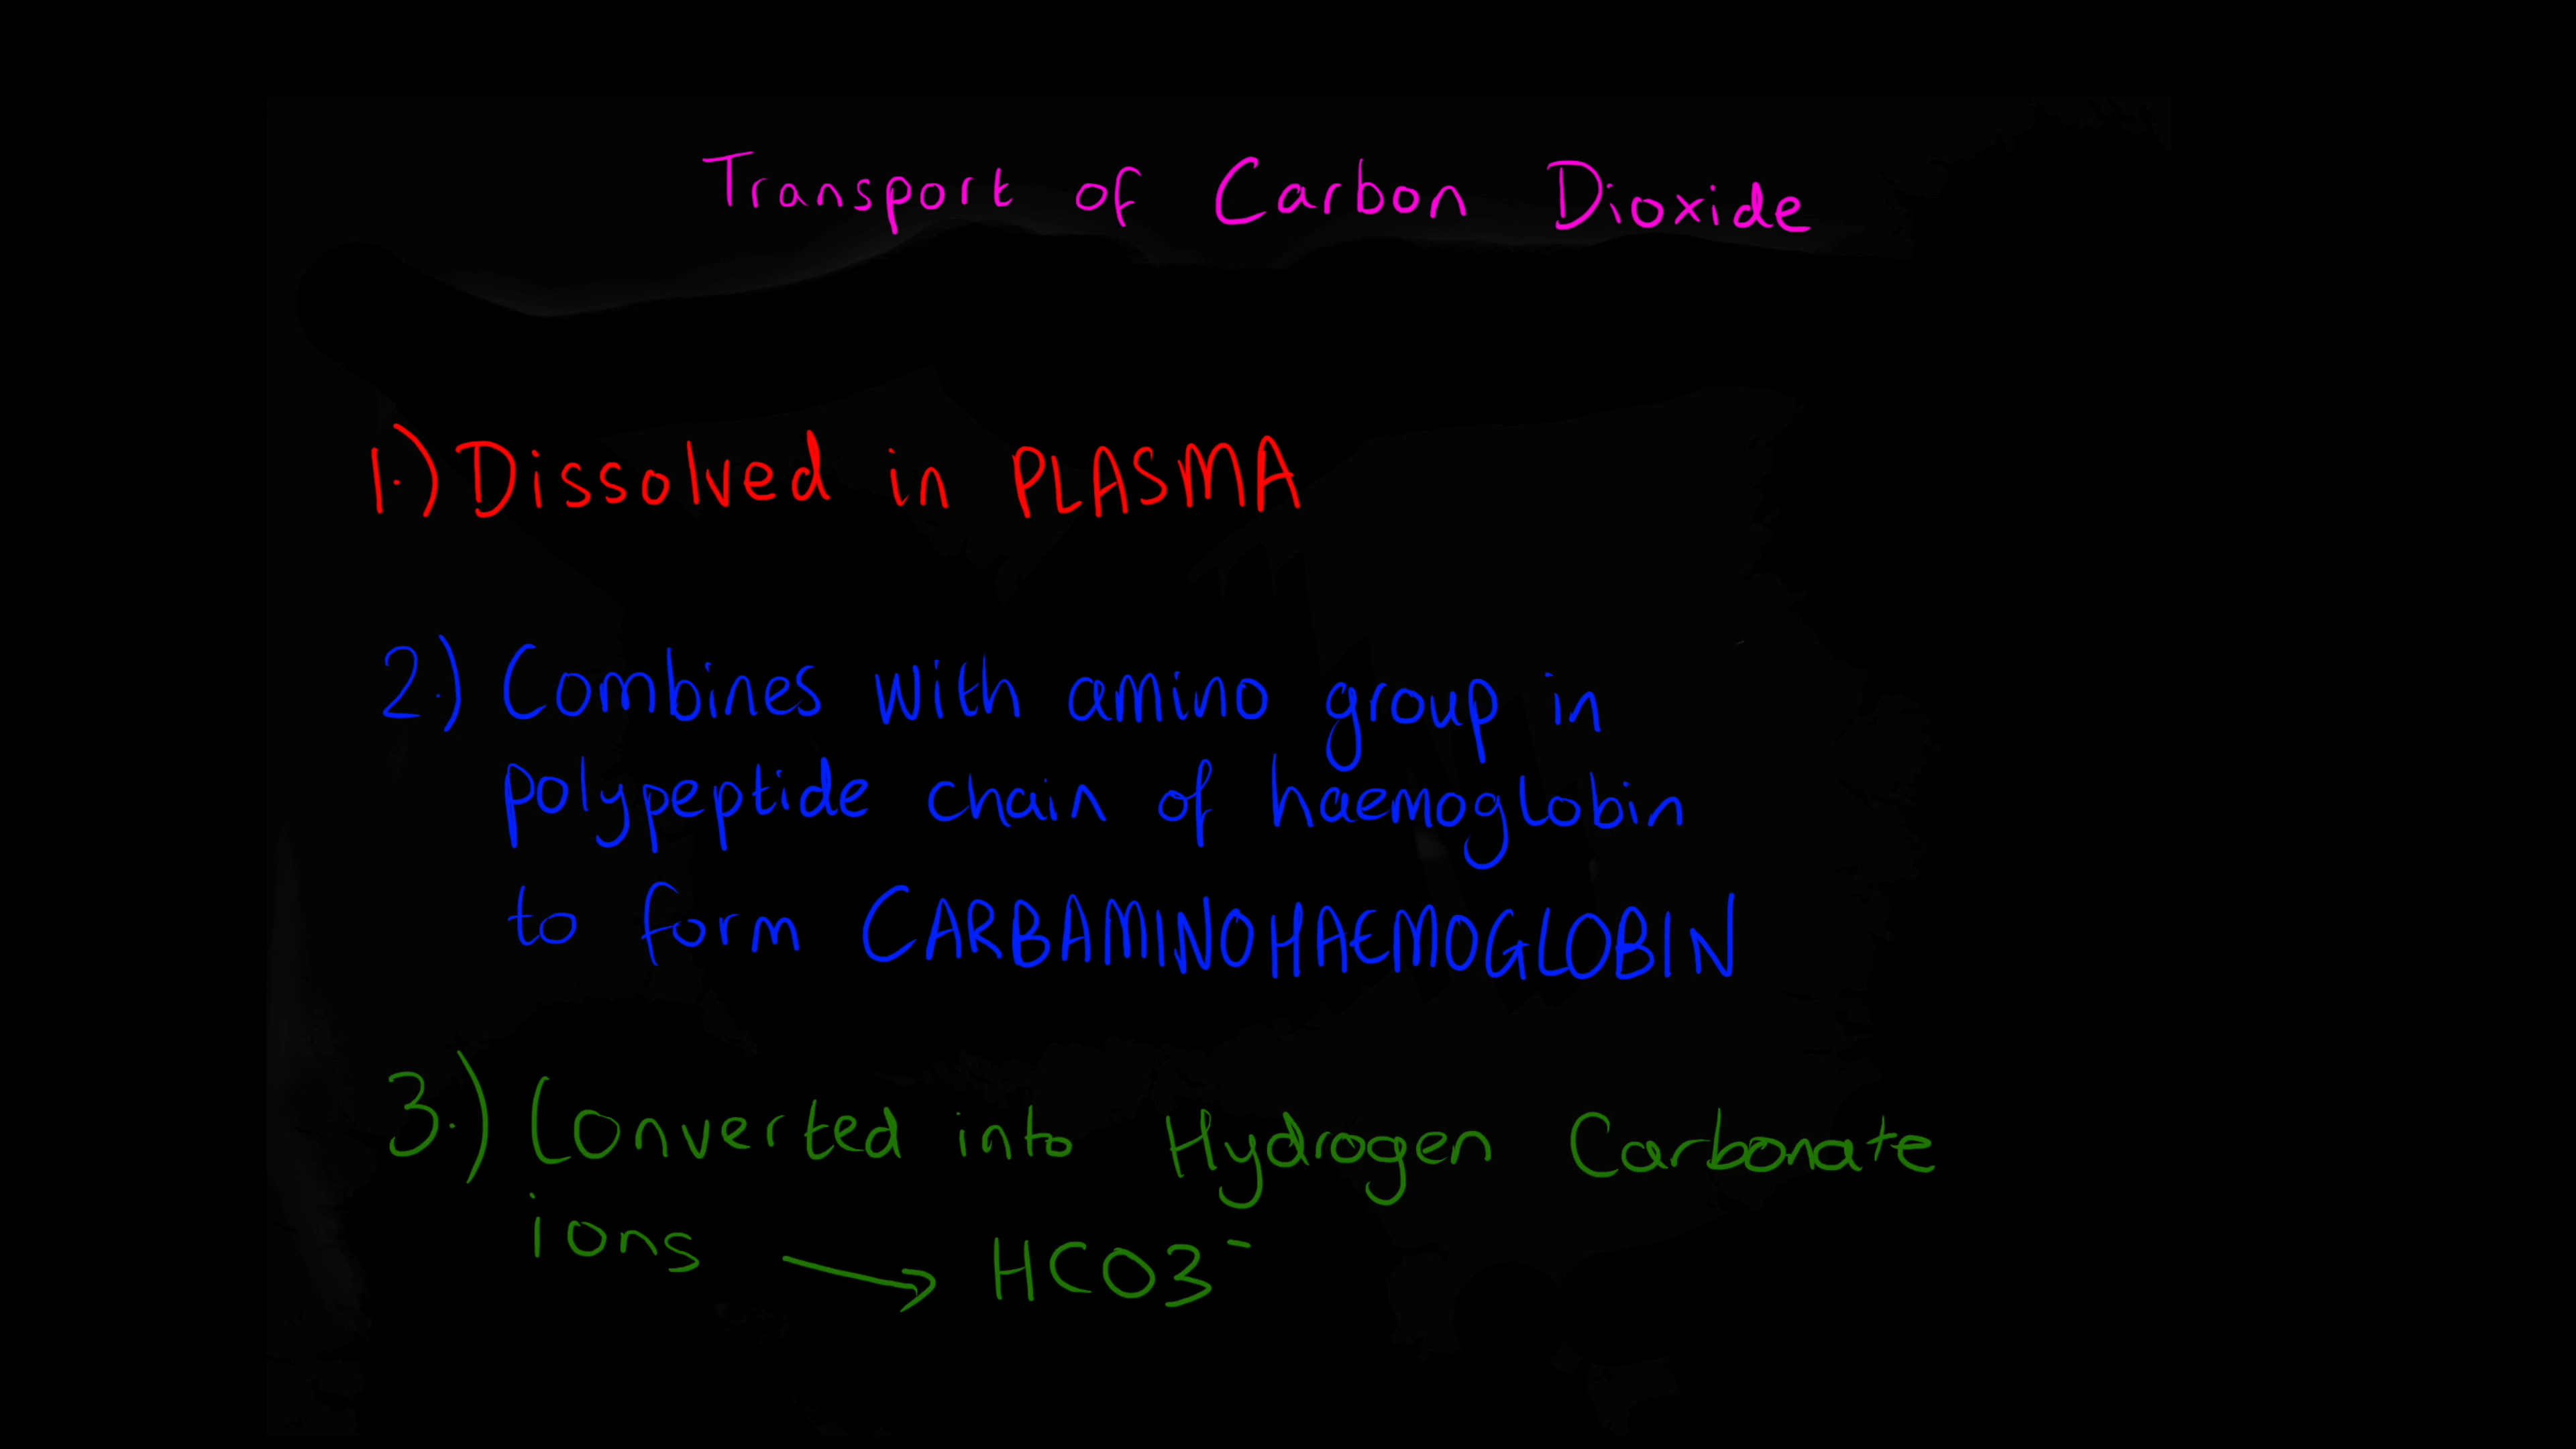 Transport of Carbon Dioxide
1.) Dissolved in PLASMA
2.) Combines with amino group in
polypeptide chain of haemoglobin
to form CARBAMINOHAEMOGLOBIN
3.) Converted into Hydrogen Carbonate
ions → HCO3⁻